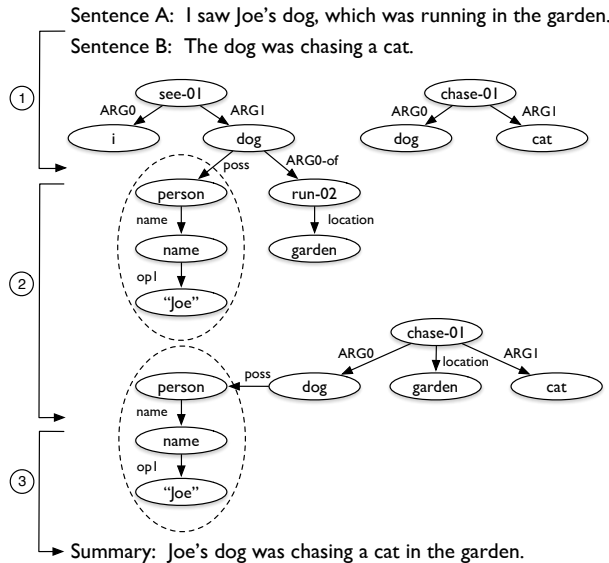 Sentence A: I saw Joe's dog, which was running in the garden.
Sentence B: The dog was chasing a cat.
1
see-01
chase-01
ARG0
ARG1
ARG0
ARG1
i
dog
dog
cat
poss
ARG0-of
person
run-02
name
location
name
garden
2
op1
“Joe”
chase-01
ARG0
location
ARG1
person
poss
dog
garden
cat
name
name
3
op1
“Joe”
Summary: Joe's dog was chasing a cat in the garden.